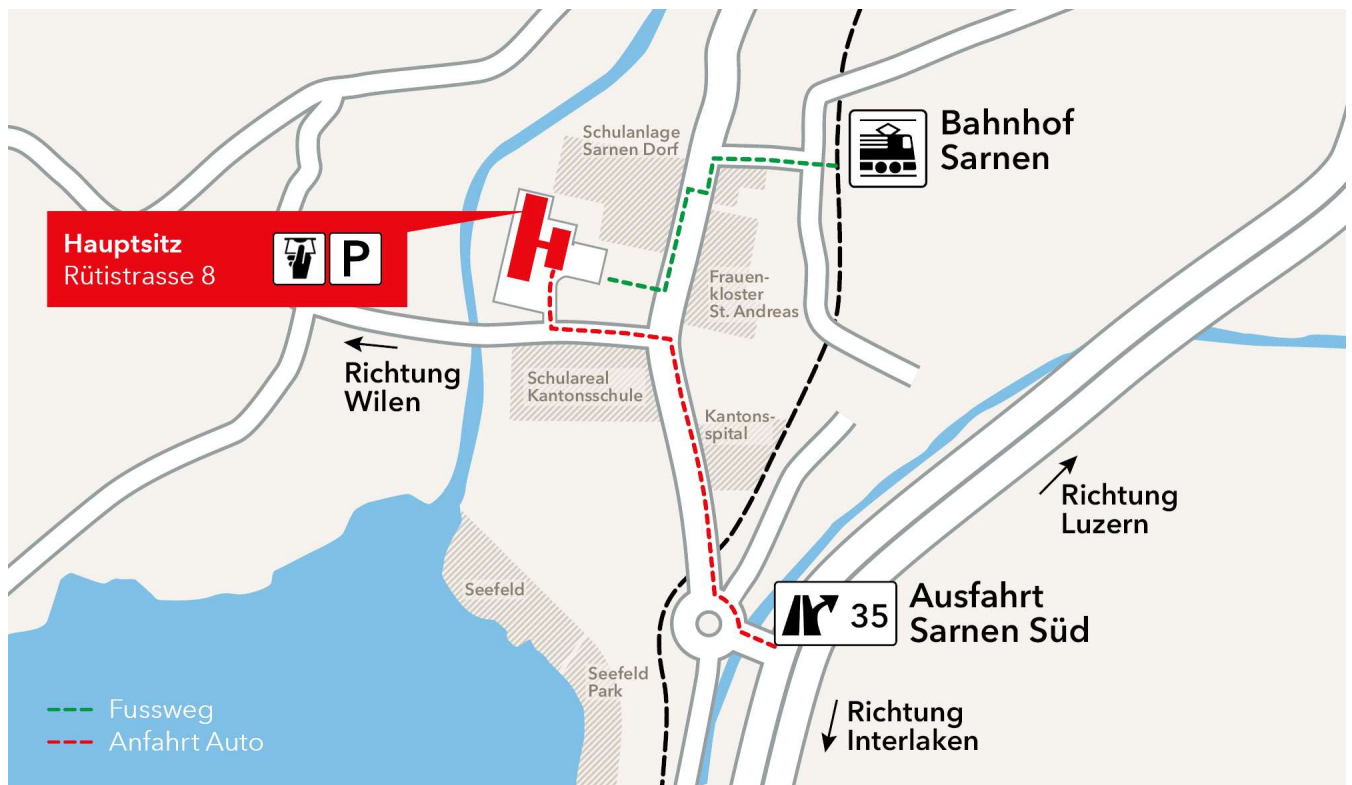 Schulanlage
Sarnen Dorf
Bahnhof
Sarnen
Hauptsitz
Rütistrasse 8
P
Frauen-
kloster
St. Andreas
Richtung
Wilen
Schulareal
Kantonsschule
Kantons-
spital
Richtung
Luzern
Seefeld
35
Ausfahrt
Sarnen Süd
Seefeld
Park
Fussweg
Anfahrt Auto
Richtung
Interlaken